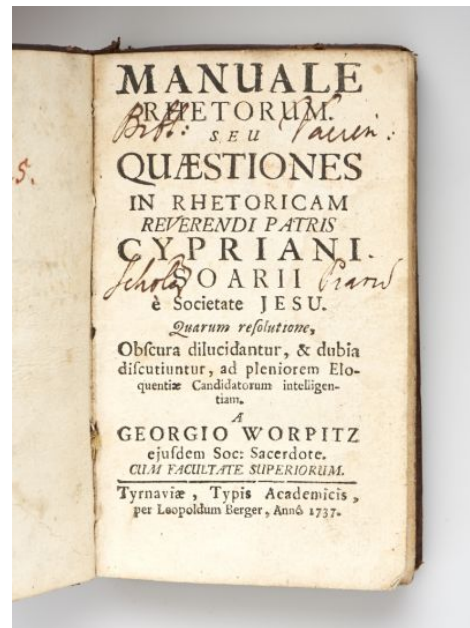 MANUALE
RHETORUM.
SEU
QUÆSTIONES
IN RHETORICAM
REVERENDI PATRIS
CYPRIANI.
SOARII
è Societate JESU.
Quarum reſolutione,
Obſcura dilucidantur, & dubia
diſcutiuntur, ad pleniorem Elo-
quentiæ Candidatorum intelligen-
tiam.
A
GEORGIO WORPITZ
ejuſdem Soc: Sacerdote.
CUM FACULTATE SUPERIORUM.
Tyrnaviæ, Typis Academicis,
per Leopoldum Berger, Annô 1737.